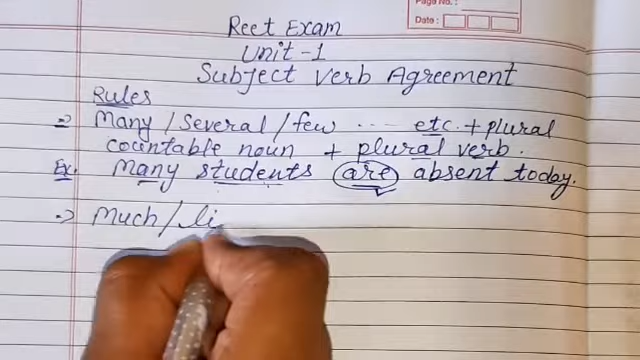 Page No.:
Date:
Reet Exam
Unit-1
Subject Verb Agreement
Rules
=> Many / Several / few ---- etc. + plural
countable noun + plural verb.
Ex. Many students are absent today.
=> Much / li